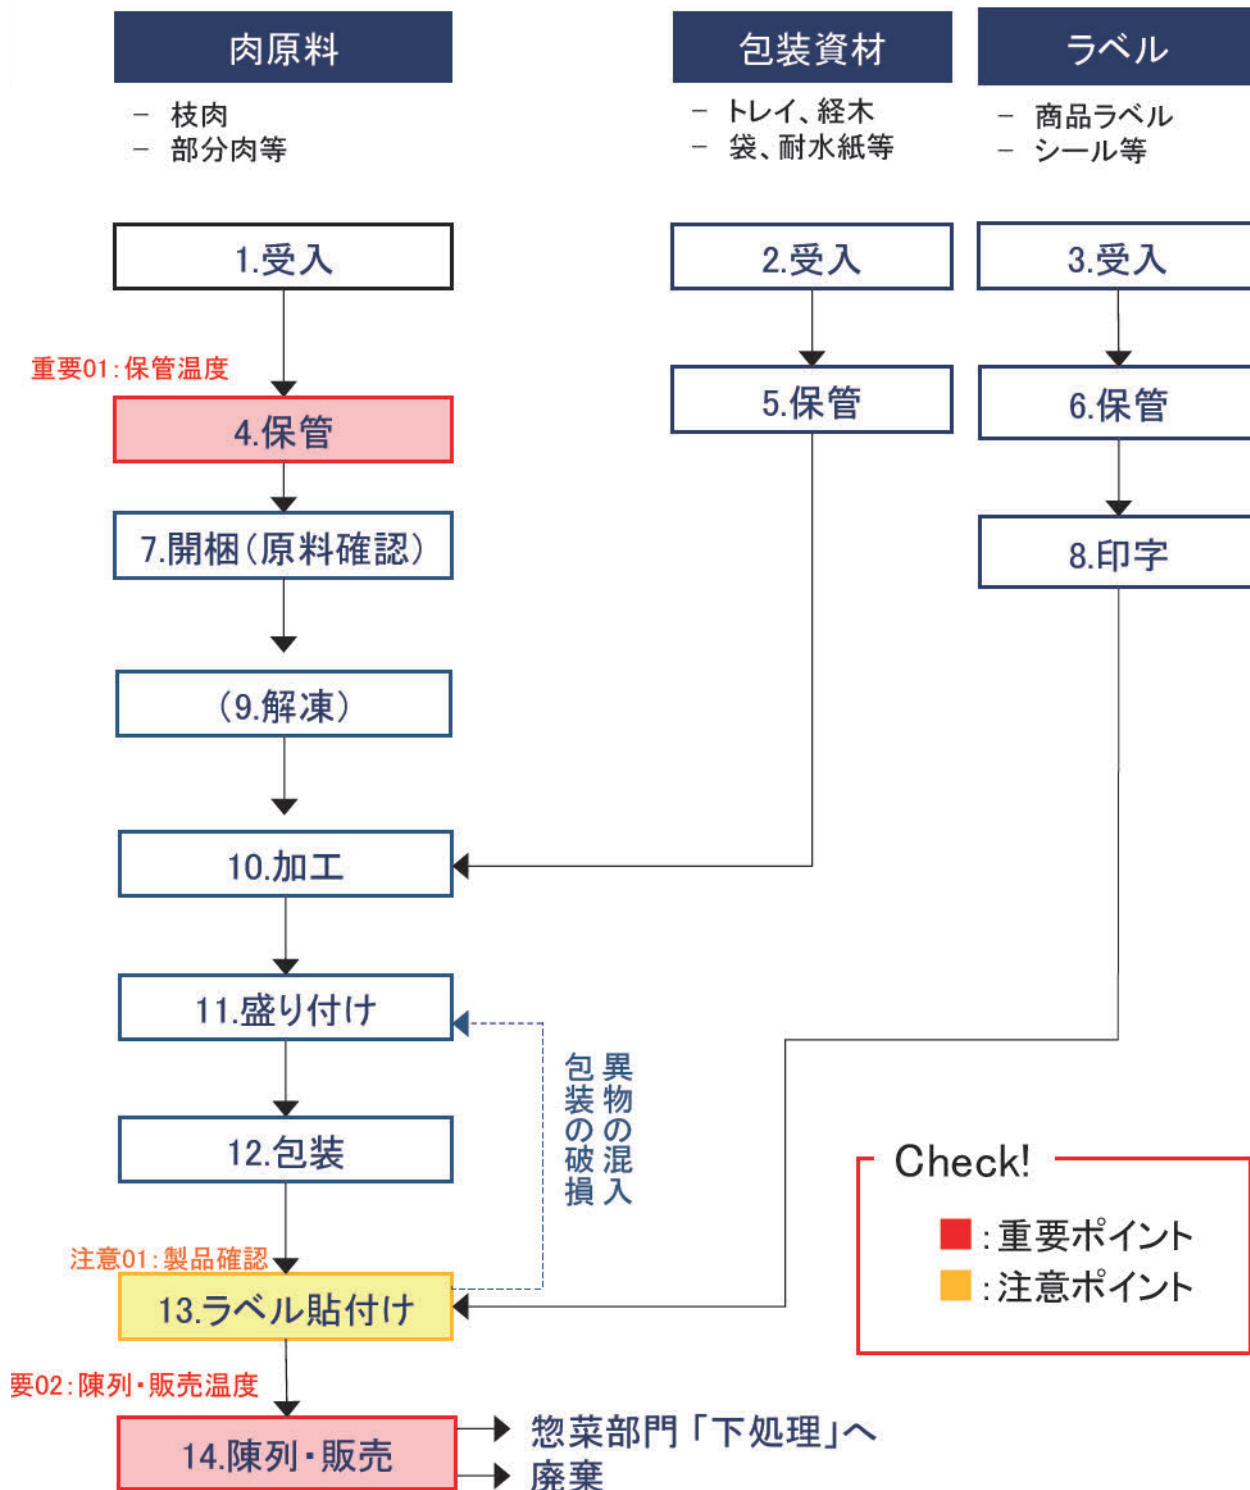 肉原料
包装資材
ラベル
－ 枝肉
－ 部分肉等
－ トレイ、経木
－ 袋、耐水紙等
－ 商品ラベル
－ シール等
1.受入
2.受入
3.受入
重要01：保管温度
4.保管
5.保管
6.保管
7.開梱（原料確認）
8.印字
（9.解凍）
10.加工
11.盛り付け
異物の混入
包装の破損
12.包装
注意01：製品確認
13.ラベル貼付け
Check!
：重要ポイント
：注意ポイント
要02：陳列・販売温度
14.陳列・販売
惣菜部門「下処理」へ
廃棄